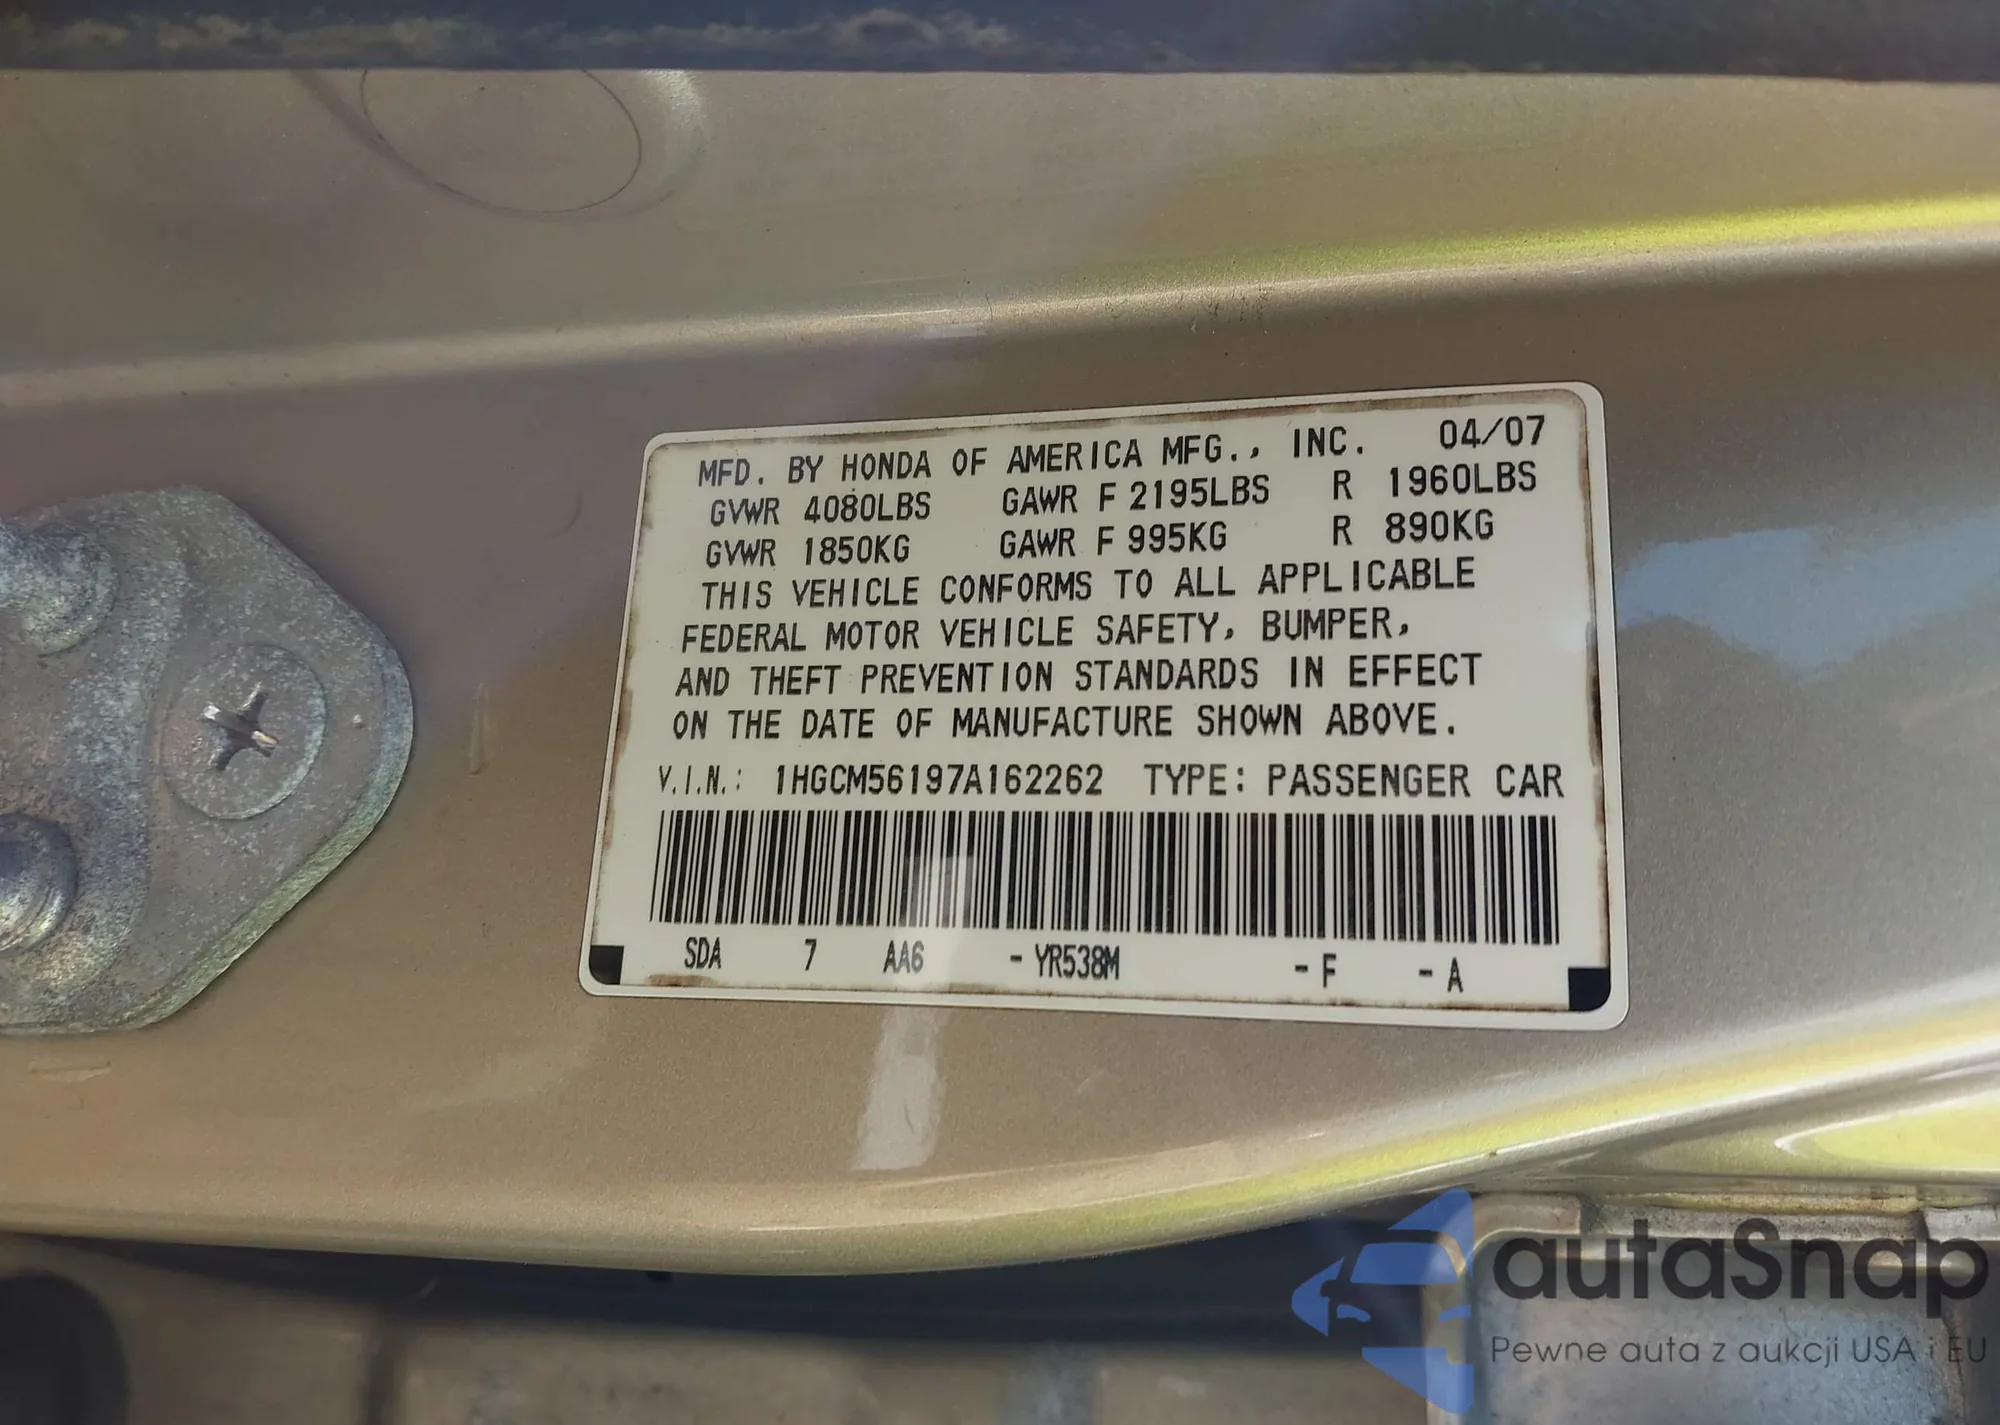 MFD. BY HONDA OF AMERICA MFG., INC. 04/07
GVWR 4080LBS GAWR F 2195LBS R 1960LBS
GVWR 1850KG GAWR F 995KG R 890KG
THIS VEHICLE CONFORMS TO ALL APPLICABLE
FEDERAL MOTOR VEHICLE SAFETY, BUMPER,
AND THEFT PREVENTION STANDARDS IN EFFECT
ON THE DATE OF MANUFACTURE SHOWN ABOVE.
V.I.N.: 1HGCM56197A162262 TYPE: PASSENGER CAR
SDA 7 AA6 - YR538M - F - A
autoSnap
Pewne auta z aukcji USA i EU